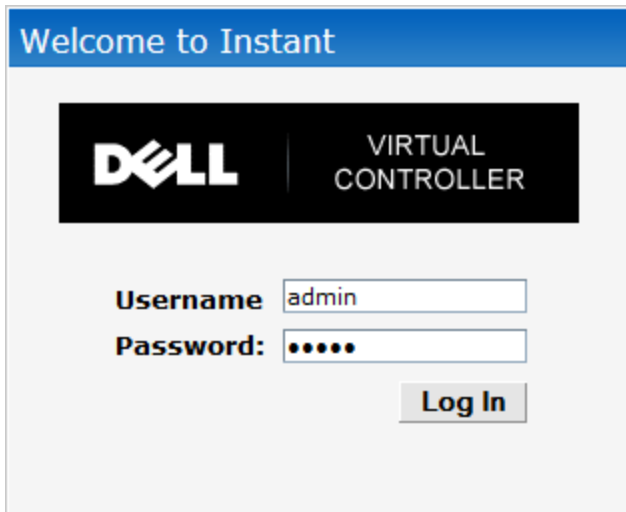 Welcome to Instant
DELL
VIRTUAL
CONTROLLER
Username admin
Password: •••••
Log In